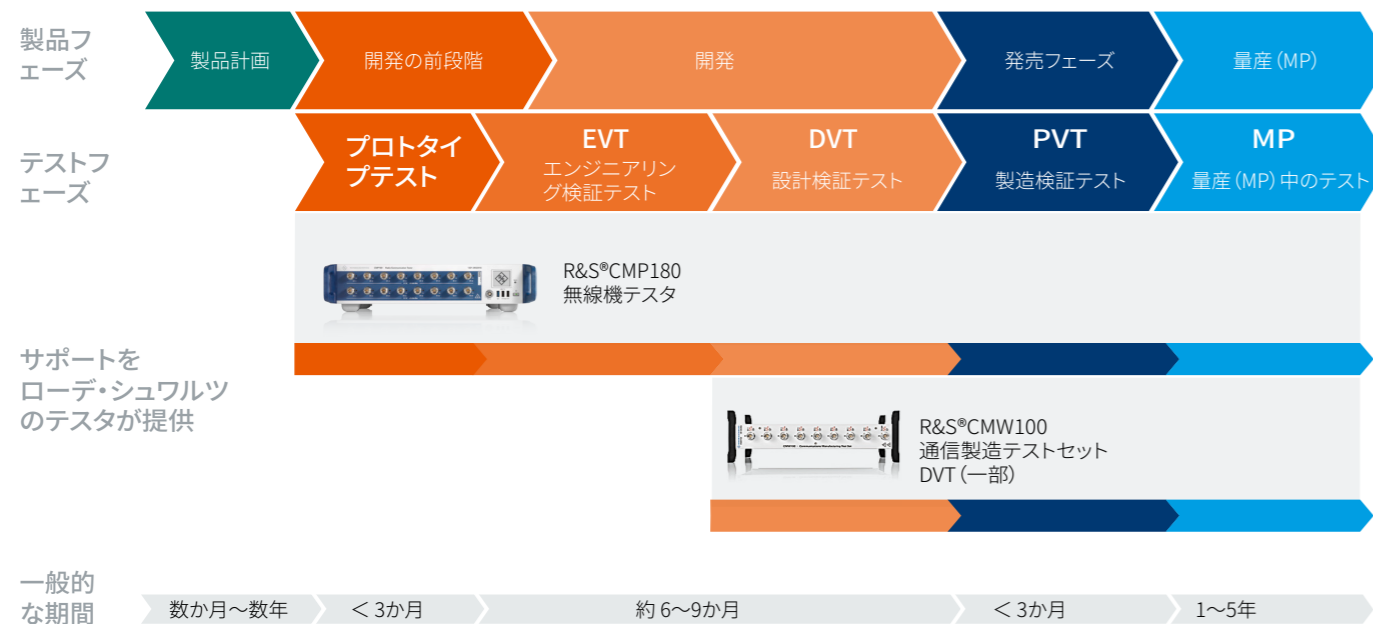 製品フ
ェーズ
製品計画
開発の前段階
開発
発売フェーズ
量産（MP）
テストフ
ェーズ
プロトタイ
プテスト
EVT
エンジニアリン
グ検証テスト
DVT
設計検証テスト
PVT
製造検証テスト
MP
量産（MP）中のテスト
R&S®CMP180
無線機テスタ
サポートを
ローデ・シュワルツ
のテスタが提供
R&S®CMW100
通信製造テストセット
DVT（一部）
一般的
な期間
数か月～数年
< 3か月
約 6～9か月
< 3か月
1～5年